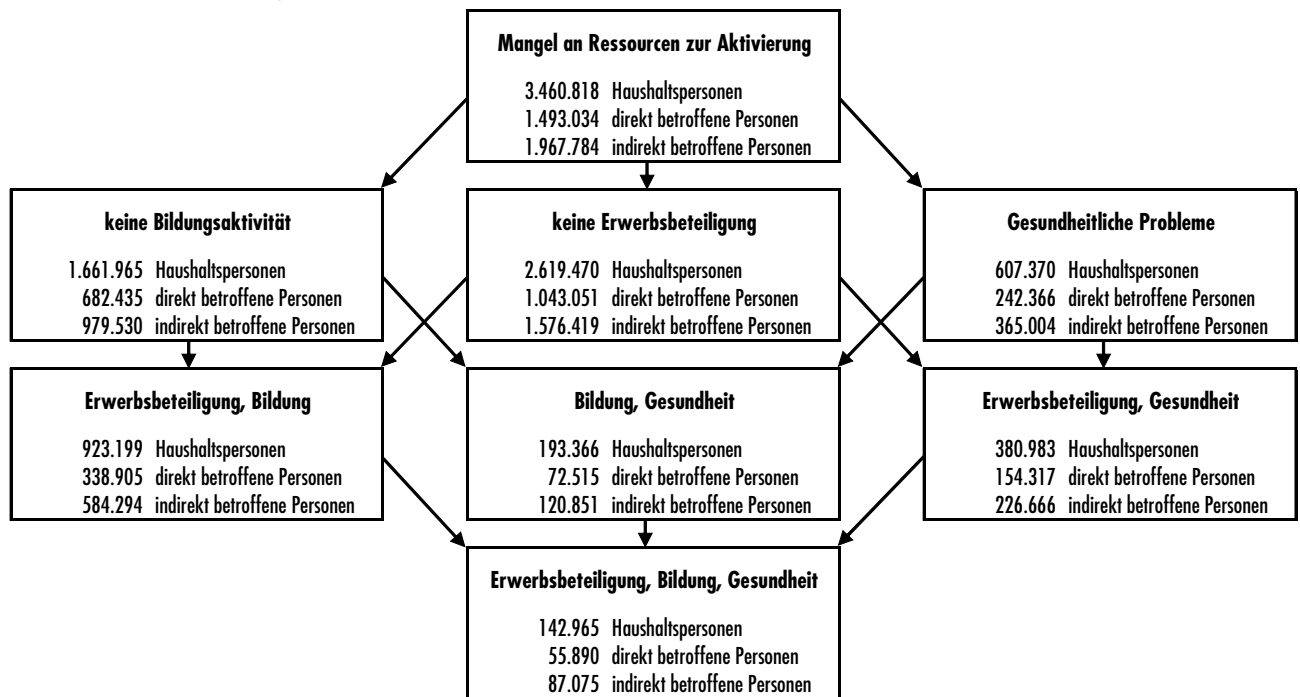 Mangel an Ressourcen zur Aktivierung
3.460.818 Haushaltspersonen
1.493.034 direkt betroffene Personen
1.967.784 indirekt betroffene Personen
keine Bildungsaktivität
1.661.965 Haushaltspersonen
682.435 direkt betroffene Personen
979.530 indirekt betroffene Personen
keine Erwerbsbeteiligung
2.619.470 Haushaltspersonen
1.043.051 direkt betroffene Personen
1.576.419 indirekt betroffene Personen
Gesundheitliche Probleme
607.370 Haushaltspersonen
242.366 direkt betroffene Personen
365.004 indirekt betroffene Personen
Erwerbsbeteiligung, Bildung
923.199 Haushaltspersonen
338.905 direkt betroffene Personen
584.294 indirekt betroffene Personen
Bildung, Gesundheit
193.366 Haushaltspersonen
72.515 direkt betroffene Personen
120.851 indirekt betroffene Personen
Erwerbsbeteiligung, Gesundheit
380.983 Haushaltspersonen
154.317 direkt betroffene Personen
226.666 indirekt betroffene Personen
Erwerbsbeteiligung, Bildung, Gesundheit
142.965 Haushaltspersonen
55.890 direkt betroffene Personen
87.075 indirekt betroffene Personen